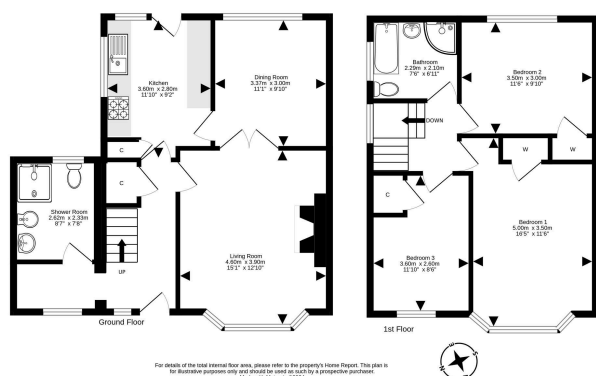 Kitchen
3.60m x 2.80m
11'10" x 9'2"
Dining Room
3.37m x 3.00m
11'1" x 9'10"
C
C
Shower Room
2.62m x 2.33m
8'7" x 7'8"
UP
Living Room
4.60m x 3.90m
15'1" x 12'10"
Ground Floor
Bathroom
2.29m x 2.10m
7'6" x 6'11"
Bedroom 2
3.50m x 3.00m
11'6" x 9'10"
DOWN
W
W
C
Bedroom 1
5.00m x 3.50m
16'5" x 11'6"
Bedroom 3
3.60m x 2.60m
11'10" x 8'6"
1st Floor
For details of the total internal floor area, please refer to the property's Home Report. This plan is
for illustrative purposes only and should be used as such by a prospective purchaser.
E
S
N